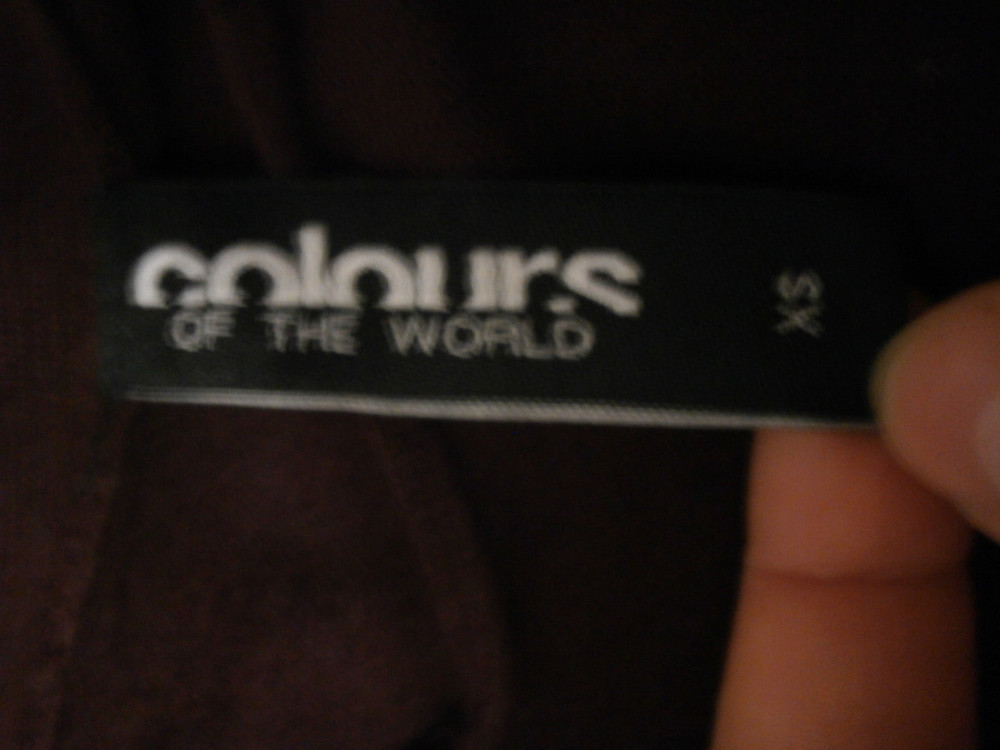 colours
OF THE WORLD
XS